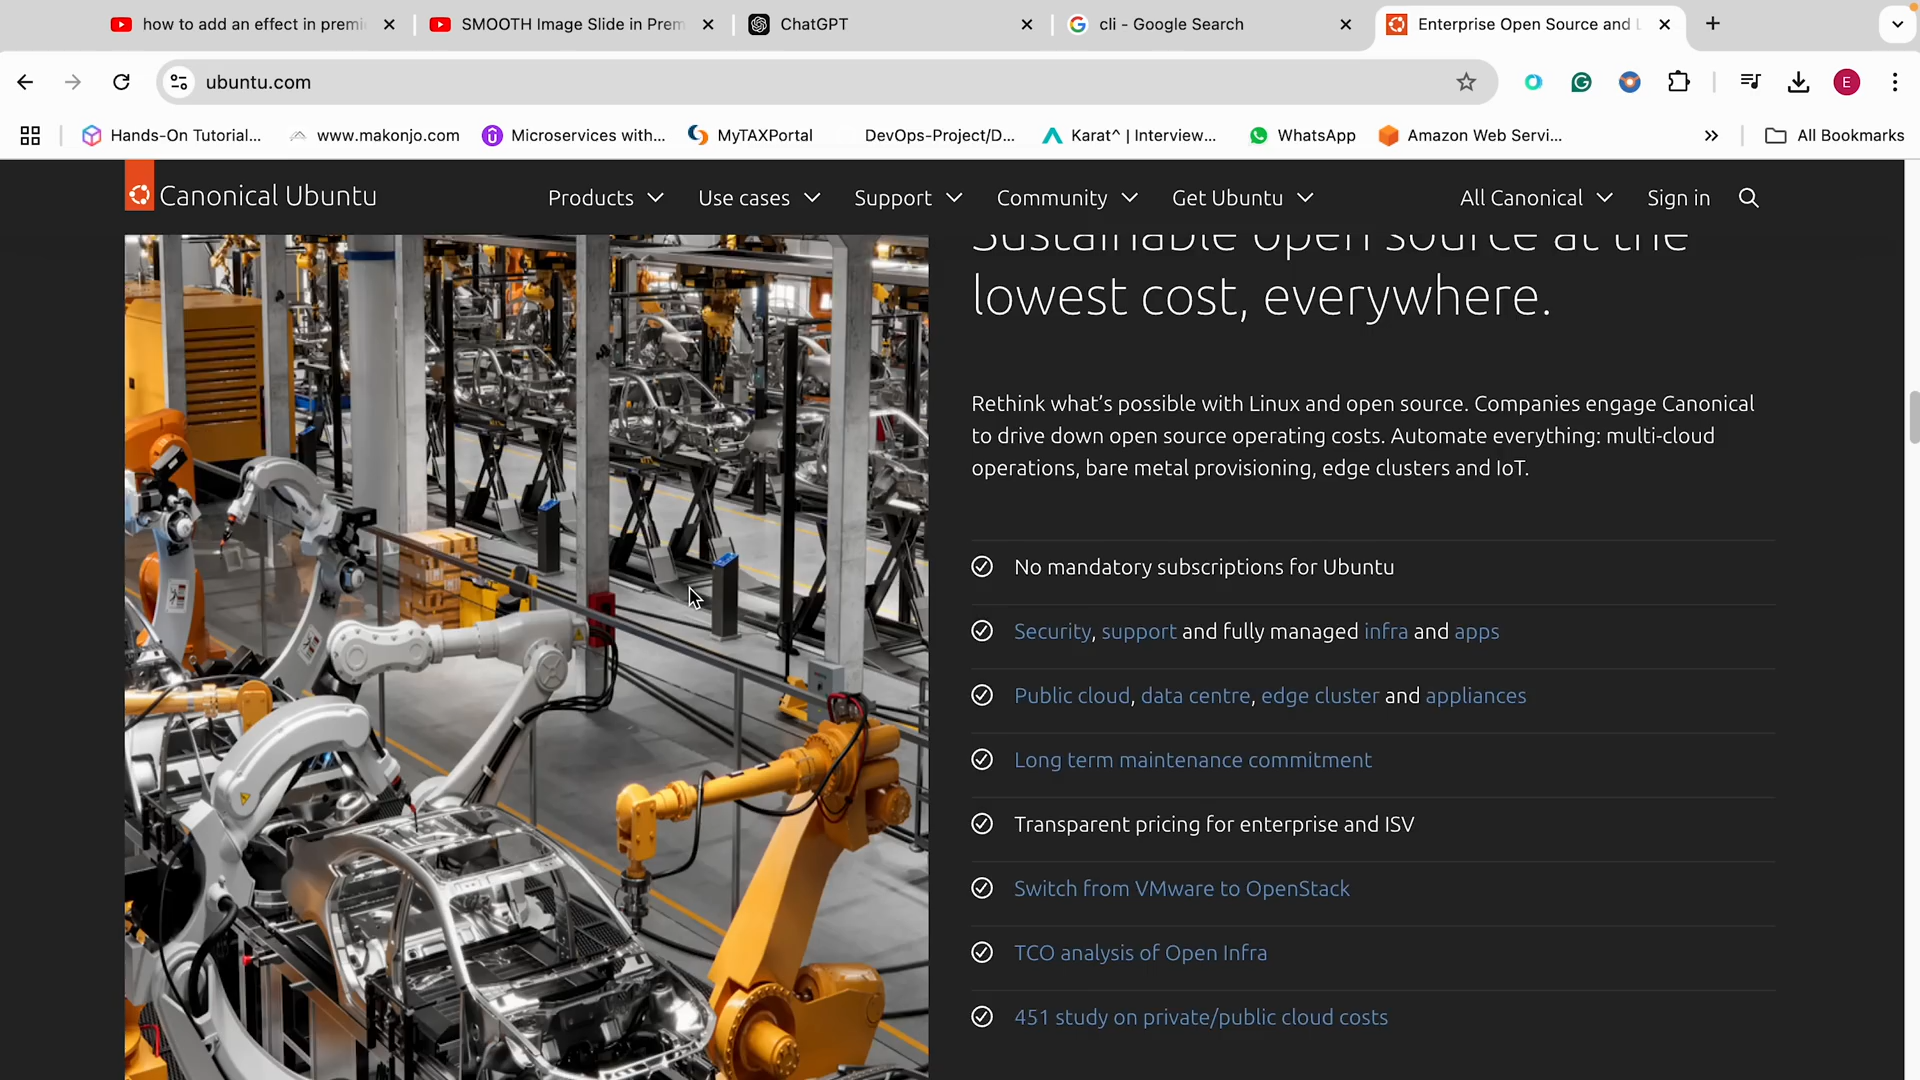 how to add an effect in premi
SMOOTH Image Slide in Prem
ChatGPT
cli - Google Search
Enterprise Open Source and L
ubuntu.com
E
Hands-On Tutorial...
www.makonjo.com
Microservices with...
MyTAXPortal
DevOps-Project/D...
Karat^ | Interview...
WhatsApp
Amazon Web Servi...
All Bookmarks
Canonical Ubuntu
Products
Use cases
Support
Community
Get Ubuntu
All Canonical
Sign in
Sustainable open source at the
lowest cost, everywhere.
Rethink what's possible with Linux and open source. Companies engage Canonical
to drive down open source operating costs. Automate everything: multi-cloud
operations, bare metal provisioning, edge clusters and IoT.
No mandatory subscriptions for Ubuntu
Security, support and fully managed infra and apps
Public cloud, data centre, edge cluster and appliances
Long term maintenance commitment
Transparent pricing for enterprise and ISV
Switch from VMware to OpenStack
TCO analysis of Open Infra
451 study on private/public cloud costs